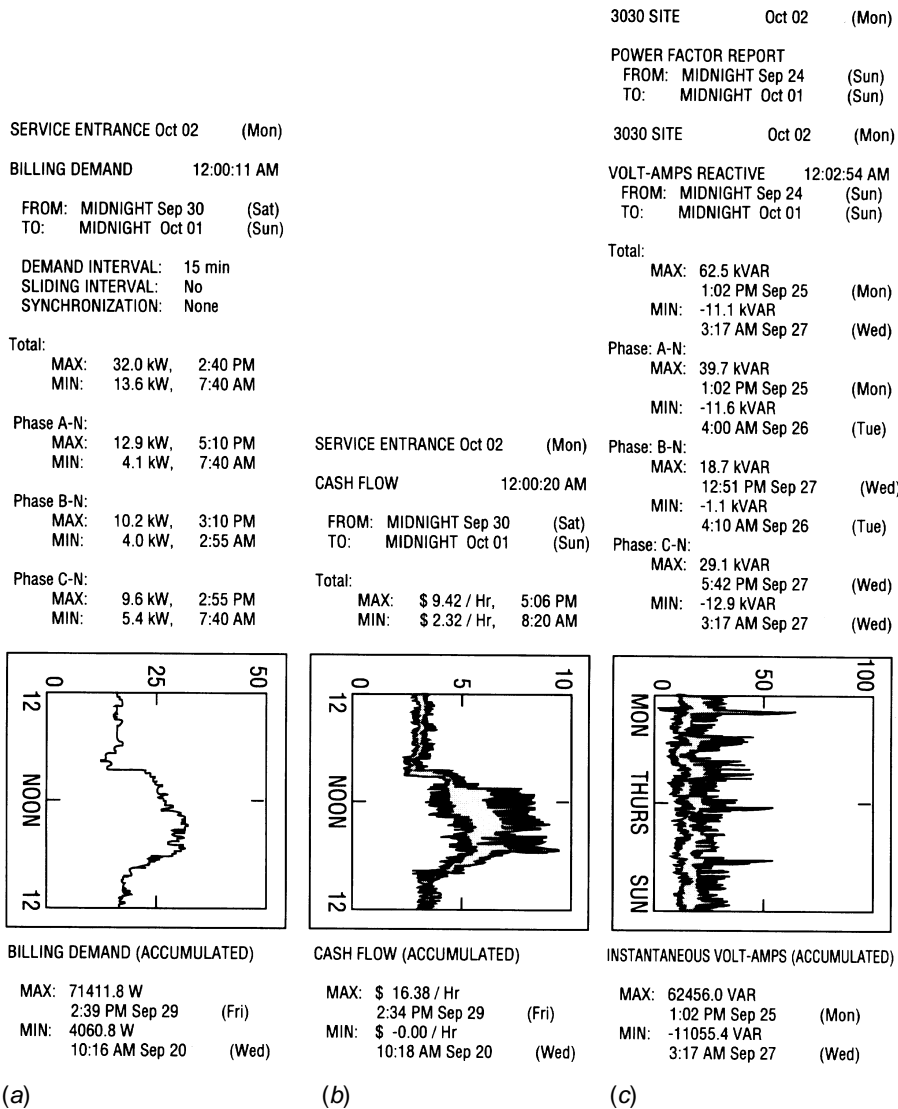 SERVICE ENTRANCE Oct 02 (Mon)
BILLING DEMAND 12:00:11 AM
FROM: MIDNIGHT Sep 30 (Sat)
TO: MIDNIGHT Oct 01 (Sun)
DEMAND INTERVAL: 15 min
SLIDING INTERVAL: No
SYNCHRONIZATION: None
Total:
MAX: 32.0 kW, 2:40 PM
MIN: 13.6 kW, 7:40 AM
Phase A-N:
MAX: 12.9 kW, 5:10 PM
MIN: 4.1 kW, 7:40 AM
Phase B-N:
MAX: 10.2 kW, 3:10 PM
MIN: 4.0 kW, 2:55 AM
Phase C-N:
MAX: 9.6 kW, 2:55 PM
MIN: 5.4 kW, 7:40 AM
0 25 50
12
NOON
12
BILLING DEMAND (ACCUMULATED)
MAX: 71411.8 W
2:39 PM Sep 29 (Fri)
MIN: 4060.8 W
10:16 AM Sep 20 (Wed)
(a)
SERVICE ENTRANCE Oct 02 (Mon)
CASH FLOW 12:00:20 AM
FROM: MIDNIGHT Sep 30 (Sat)
TO: MIDNIGHT Oct 01 (Sun)
Total:
MAX: $ 9.42 / Hr, 5:06 PM
MIN: $ 2.32 / Hr, 8:20 AM
0 5 10
12
NOON
12
CASH FLOW (ACCUMULATED)
MAX: $ 16.38 / Hr
2:34 PM Sep 29 (Fri)
MIN: $ -0.00 / Hr
10:18 AM Sep 20 (Wed)
(b)
3030 SITE Oct 02 (Mon)
POWER FACTOR REPORT
FROM: MIDNIGHT Sep 24 (Sun)
TO: MIDNIGHT Oct 01 (Sun)
3030 SITE Oct 02 (Mon)
VOLT-AMPS REACTIVE 12:02:54 AM
FROM: MIDNIGHT Sep 24 (Sun)
TO: MIDNIGHT Oct 01 (Sun)
Total:
MAX: 62.5 kVAR
1:02 PM Sep 25 (Mon)
MIN: -11.1 kVAR
3:17 AM Sep 27 (Wed)
Phase: A-N:
MAX: 39.7 kVAR
1:02 PM Sep 25 (Mon)
MIN: -11.6 kVAR
4:00 AM Sep 26 (Tue)
Phase: B-N:
MAX: 18.7 kVAR
12:51 PM Sep 27 (Wed)
MIN: -1.1 kVAR
4:10 AM Sep 26 (Tue)
Phase: C-N:
MAX: 29.1 kVAR
5:42 PM Sep 27 (Wed)
MIN: -12.9 kVAR
3:17 AM Sep 27 (Wed)
0 50 100
MON
THURS
SUN
INSTANTANEOUS VOLT-AMPS (ACCUMULATED)
MAX: 62456.0 VAR
1:02 PM Sep 25 (Mon)
MIN: -11055.4 VAR
3:17 AM Sep 27 (Wed)
(c)